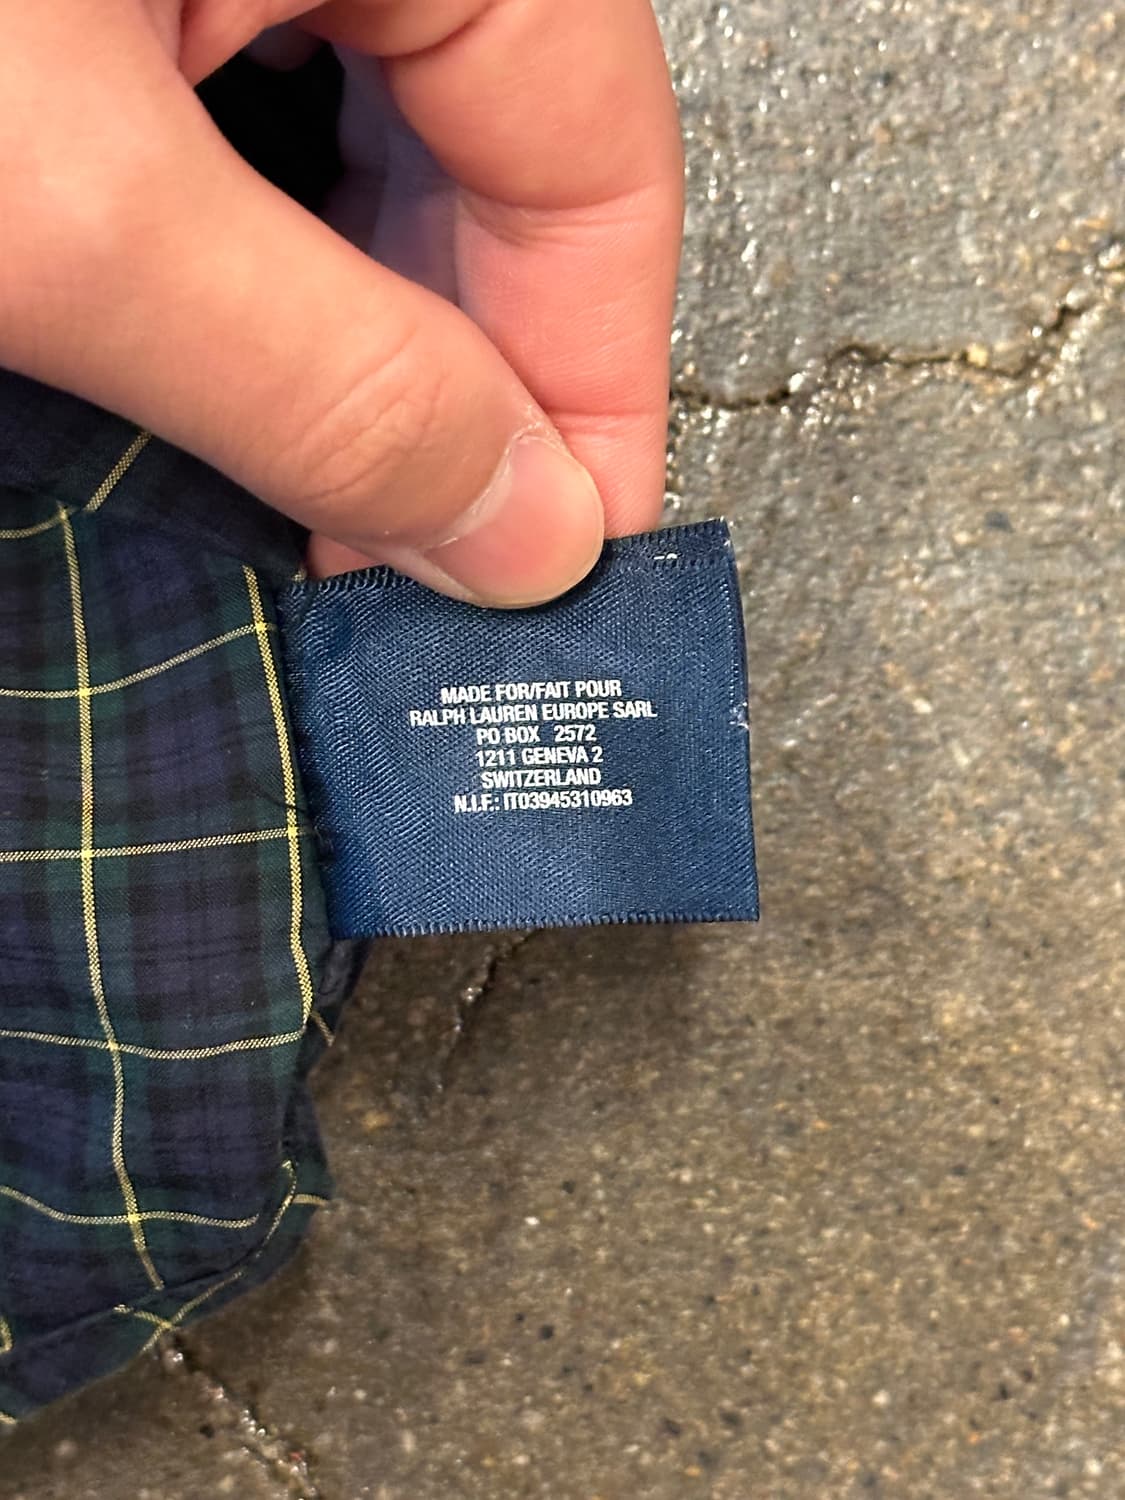 MADE FOR/FAIT POUR
RALPH LAUREN EUROPE SARL
PO BOX 2572
1211 GENEVA 2
SWITZERLAND
N.I.F.: IT03945310963